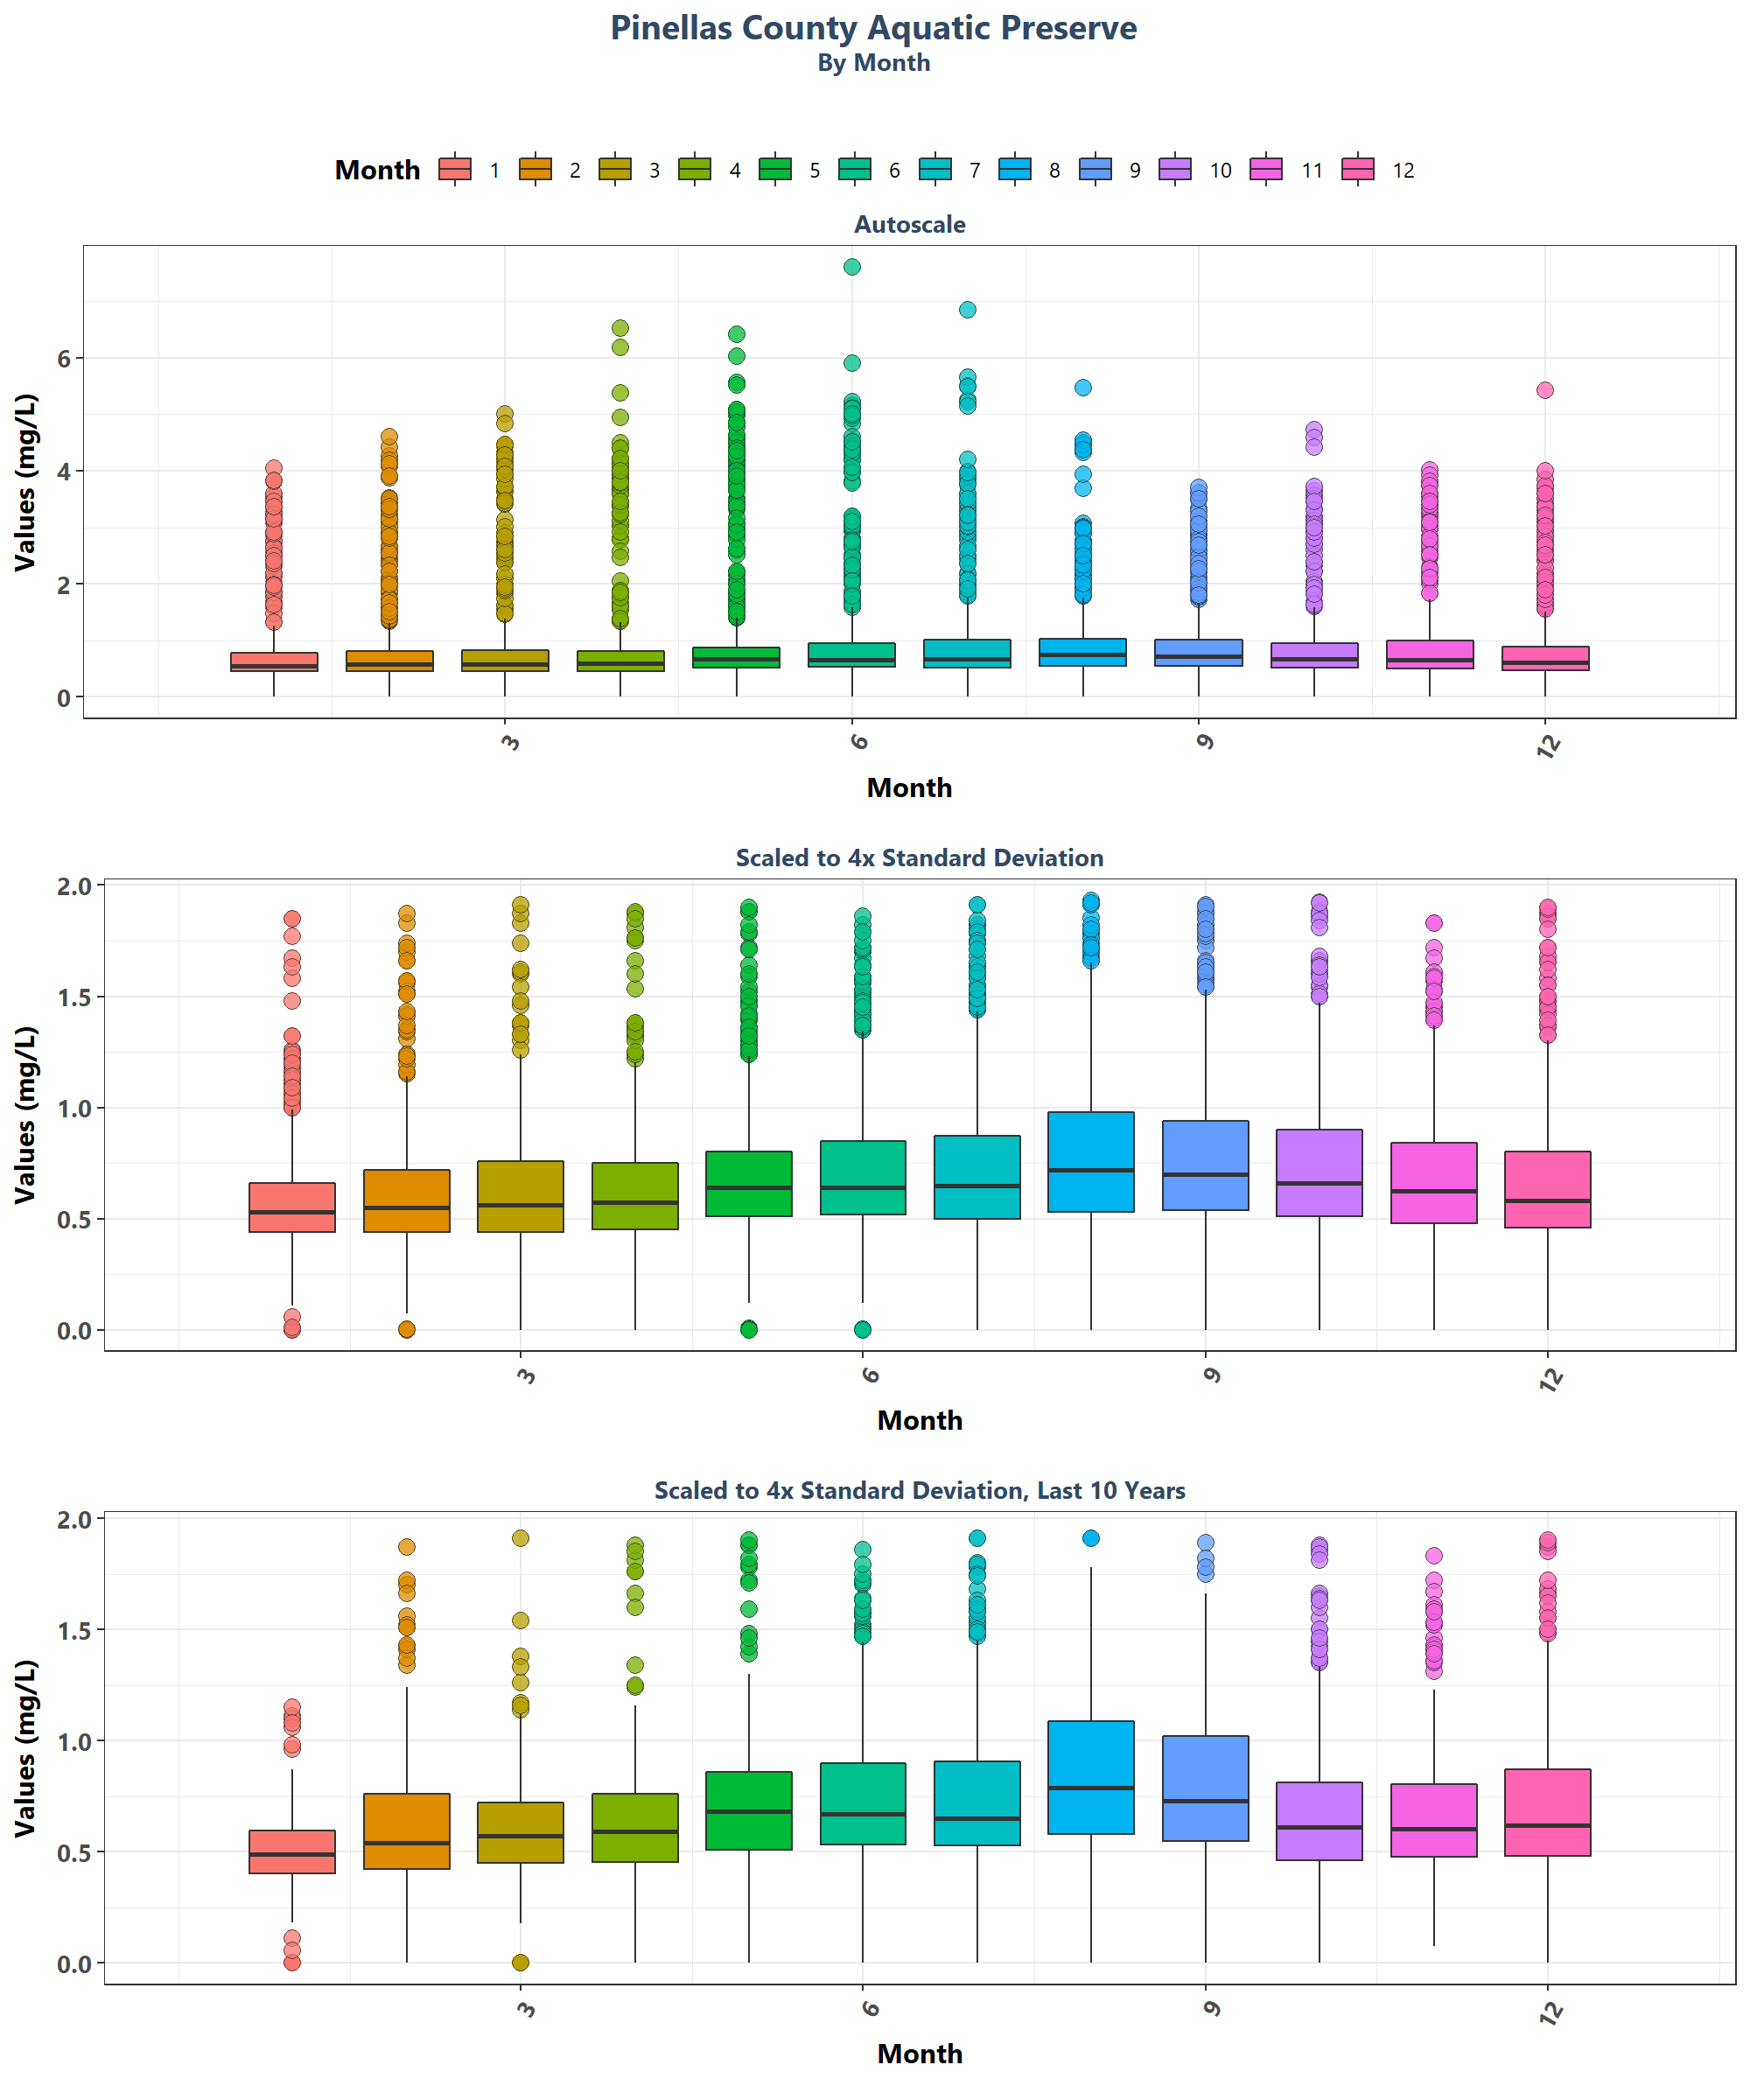 Pinellas County Aquatic Preserve
By Month
Month 1 2 3 4 5 6 7 8 9 10 11 12
Autoscale
Values (mg/L)
6
4
2
0
3 6 9 12
Month
Scaled to 4x Standard Deviation
Values (mg/L)
2.0
1.5
1.0
0.5
0.0
3 6 9 12
Month
Scaled to 4x Standard Deviation, Last 10 Years
Values (mg/L)
2.0
1.5
1.0
0.5
0.0
3 6 9 12
Month